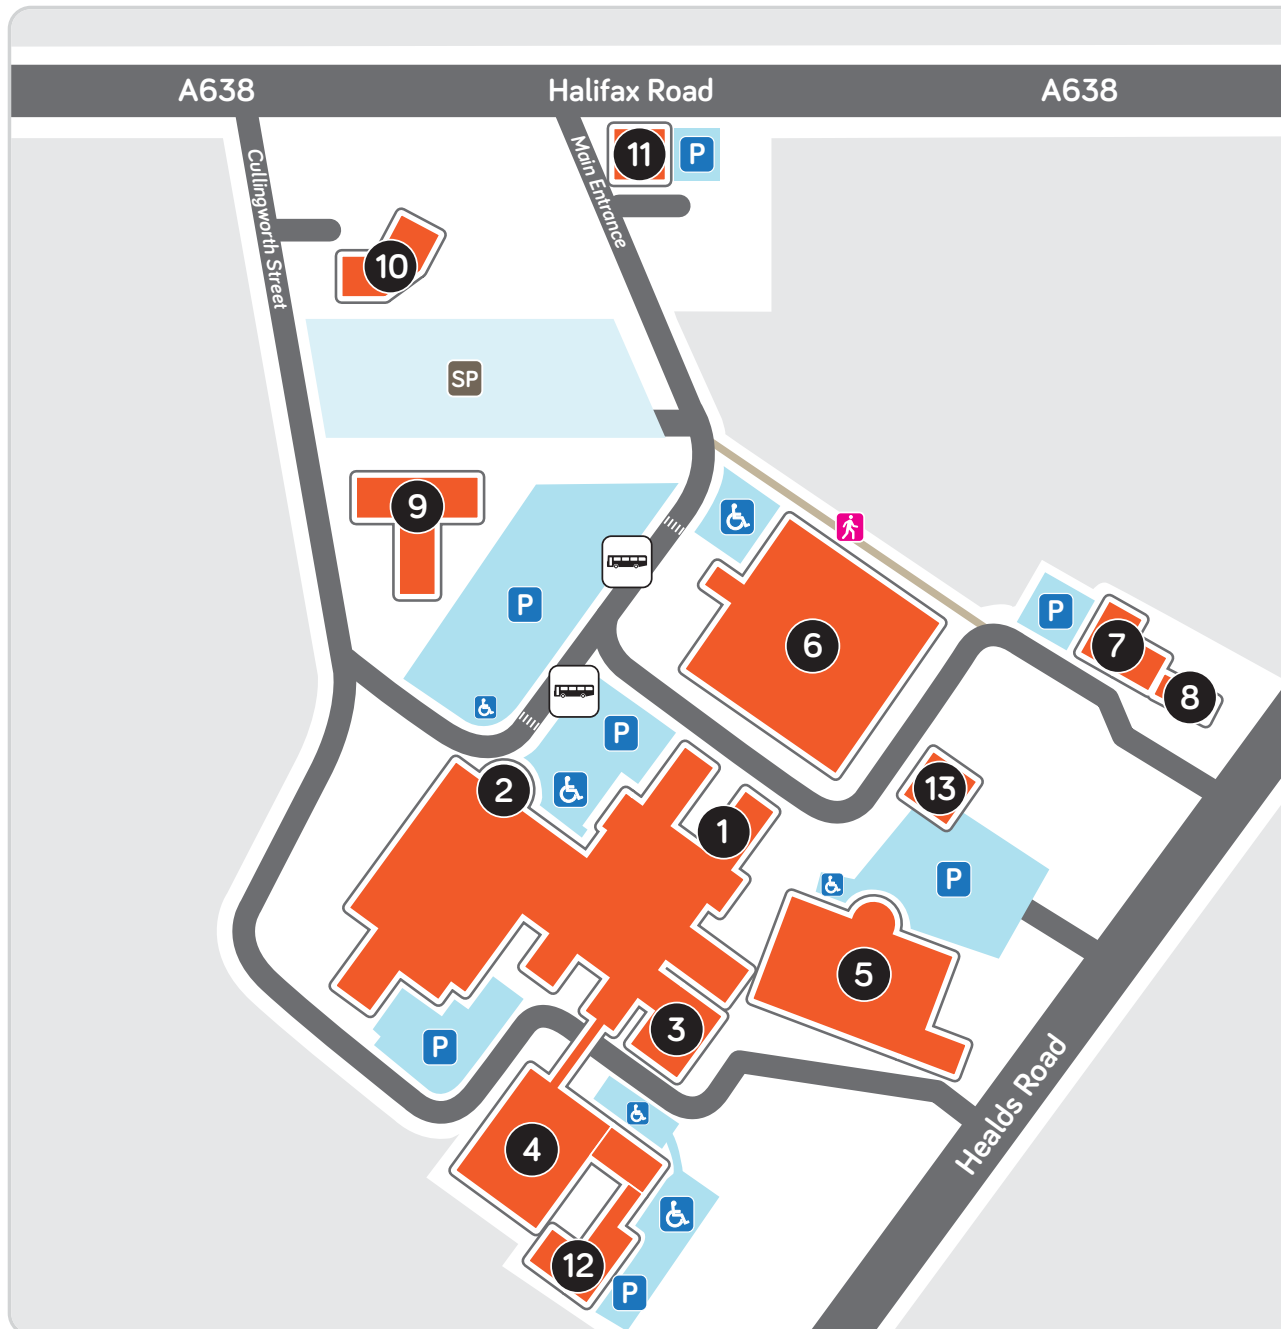 A638
Halifax Road
A638
Cullingworth Street
Main Entrance
11
P
10
SP
9
P
6
P
7
8
P
2
1
13
P
5
3
P
4
12
P
Healds Road